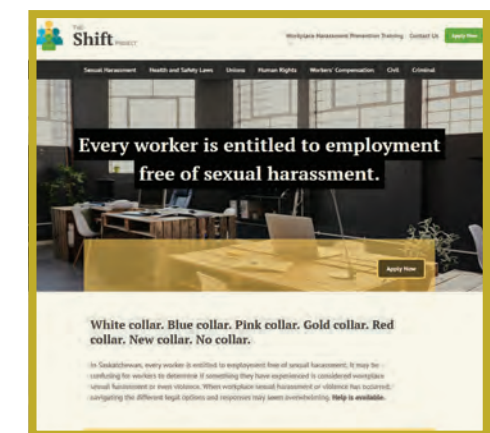 THE
Shift PROJECT
Workplace Harassment Prevention Training Contact Us Apply Now
Sexual Harassment Health and Safety Laws Unions Human Rights Workers' Compensation Civil Criminal
Every worker is entitled to employment
free of sexual harassment.
Apply Now
White collar. Blue collar. Pink collar. Gold collar. Red
collar. New collar. No collar.
In Saskatchewan, every worker is entitled to employment free of sexual harassment. It may be
confusing for workers to determine if something they have experienced is considered workplace
sexual harassment or even violence. When workplace sexual harassment or violence has occurred,
navigating the different legal options and responses may seem overwhelming. Help is available.